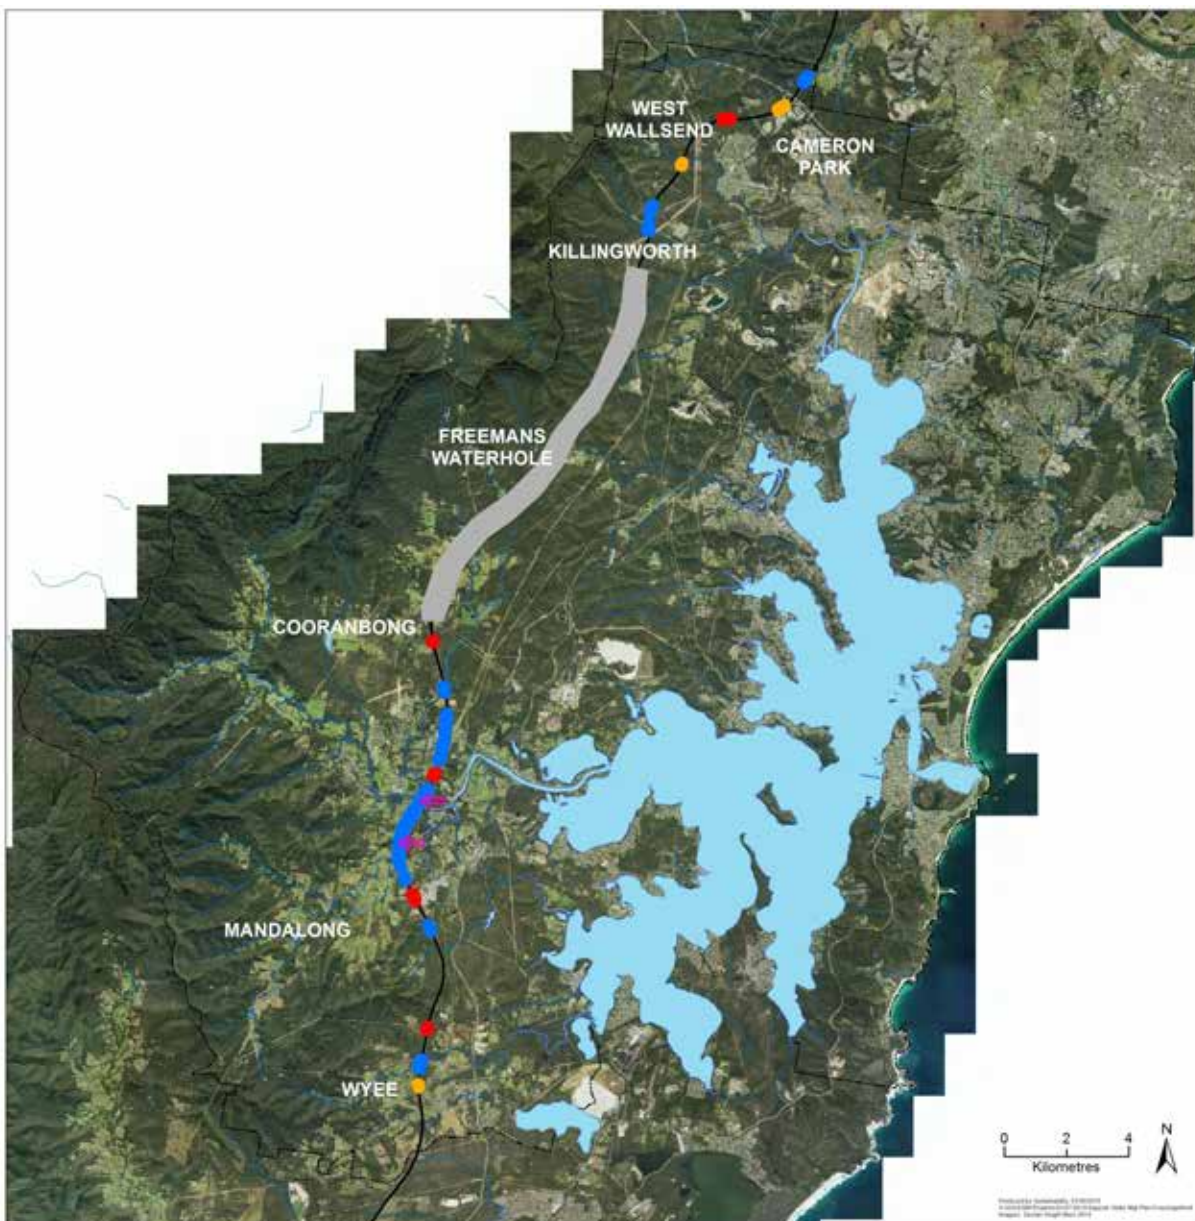 WEST
WALLSEND
CAMERON
PARK
KILLINGWORTH
FREEMANS
WATERHOLE
COORANBONG
MANDALONG
WYEE
N
0 2 4
Kilometres